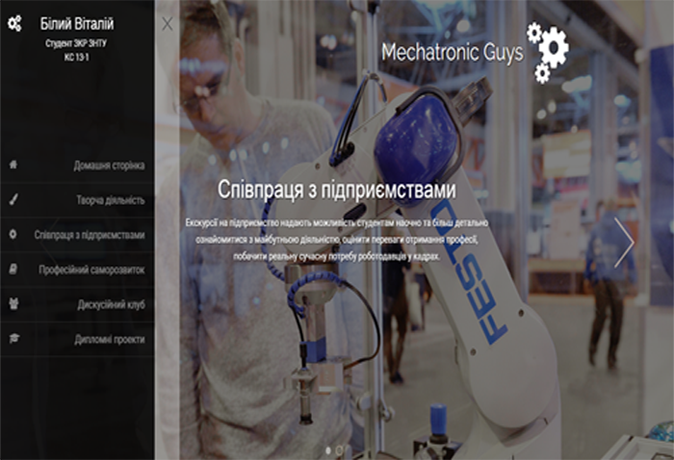 Білий Віталій
Студент ЗКР ЗНТУ
КС 13-1
X
Домашня сторінка
Творча діяльність
Співпраця з підприємствами
Професійний саморозвиток
Дискусійний клуб
Дипломні проекти
Mechatronic Guys
Співпраця з підприємствами
Екскурсії на підприємство надають можливість студентам наочно та більш детально
ознайомитися з майбутньою діяльністю, оцінити переваги отримання професії,
побачити реальну сучасну потребу роботодавців у кадрах.
FESTO